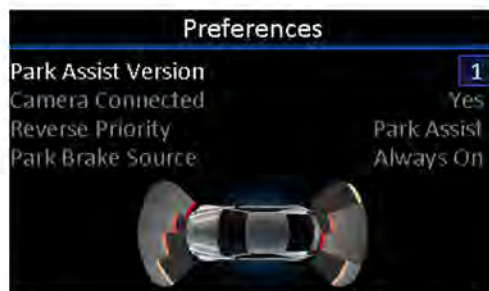 Preferences
Park Assist Version 1
Camera Connected Yes
Reverse Priority Park Assist
Park Brake Source Always On